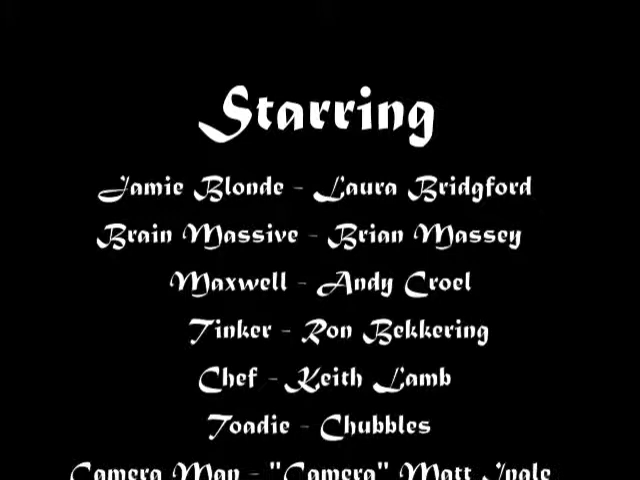 Starring
Jamie Blonde - Laura Bridgford
Brain Massive - Brian Massey
Maxwell - Andy Croel
Tinker - Ron Bekkering
Chef - Keith Lamb
Toadie - Chubbles
Camera Man - "Camera" Matt